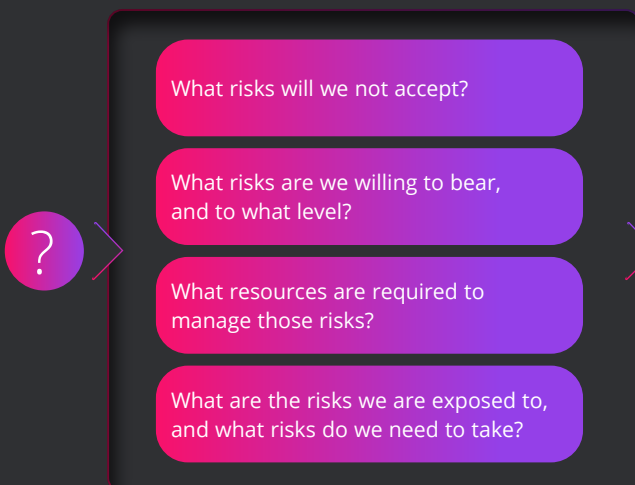 What risks will we not accept?
What risks are we willing to bear,
and to what level?
?
What resources are required to
manage those risks?
What are the risks we are exposed to,
and what risks do we need to take?